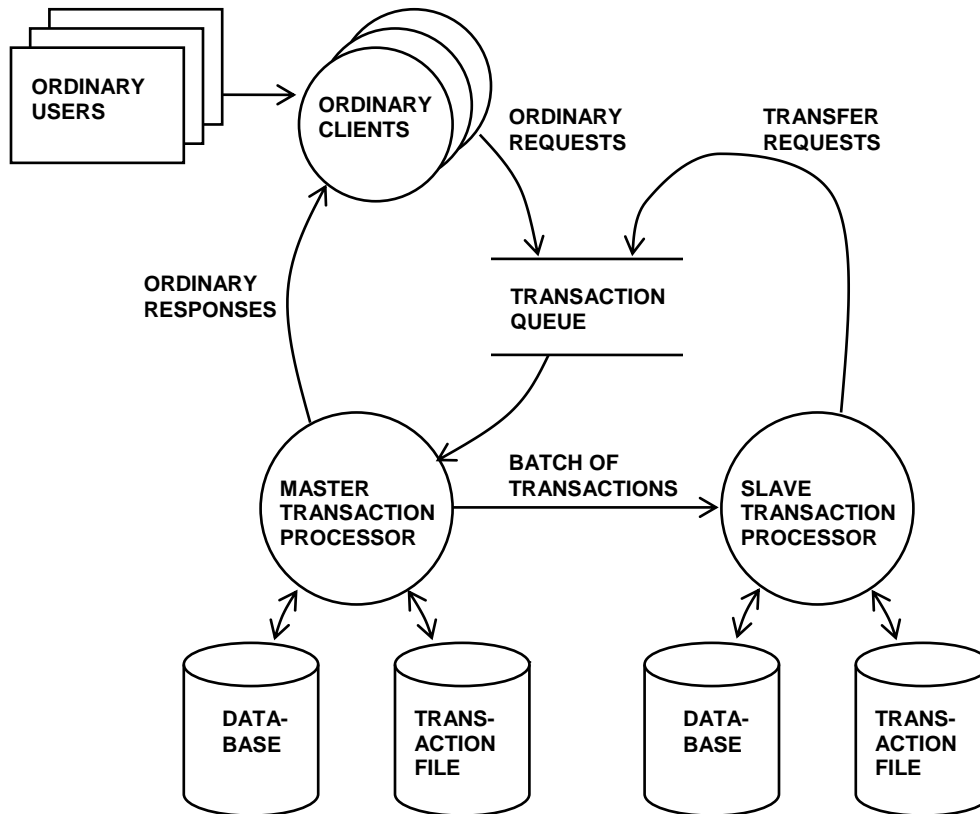 ORDINARY
USERS
ORDINARY
CLIENTS
ORDINARY
REQUESTS
TRANSFER
REQUESTS
ORDINARY
RESPONSES
TRANSACTION
QUEUE
MASTER
TRANSACTION
PROCESSOR
BATCH OF
TRANSACTIONS
SLAVE
TRANSACTION
PROCESSOR
DATA-
BASE
TRANS-
ACTION
FILE
DATA-
BASE
TRANS-
ACTION
FILE